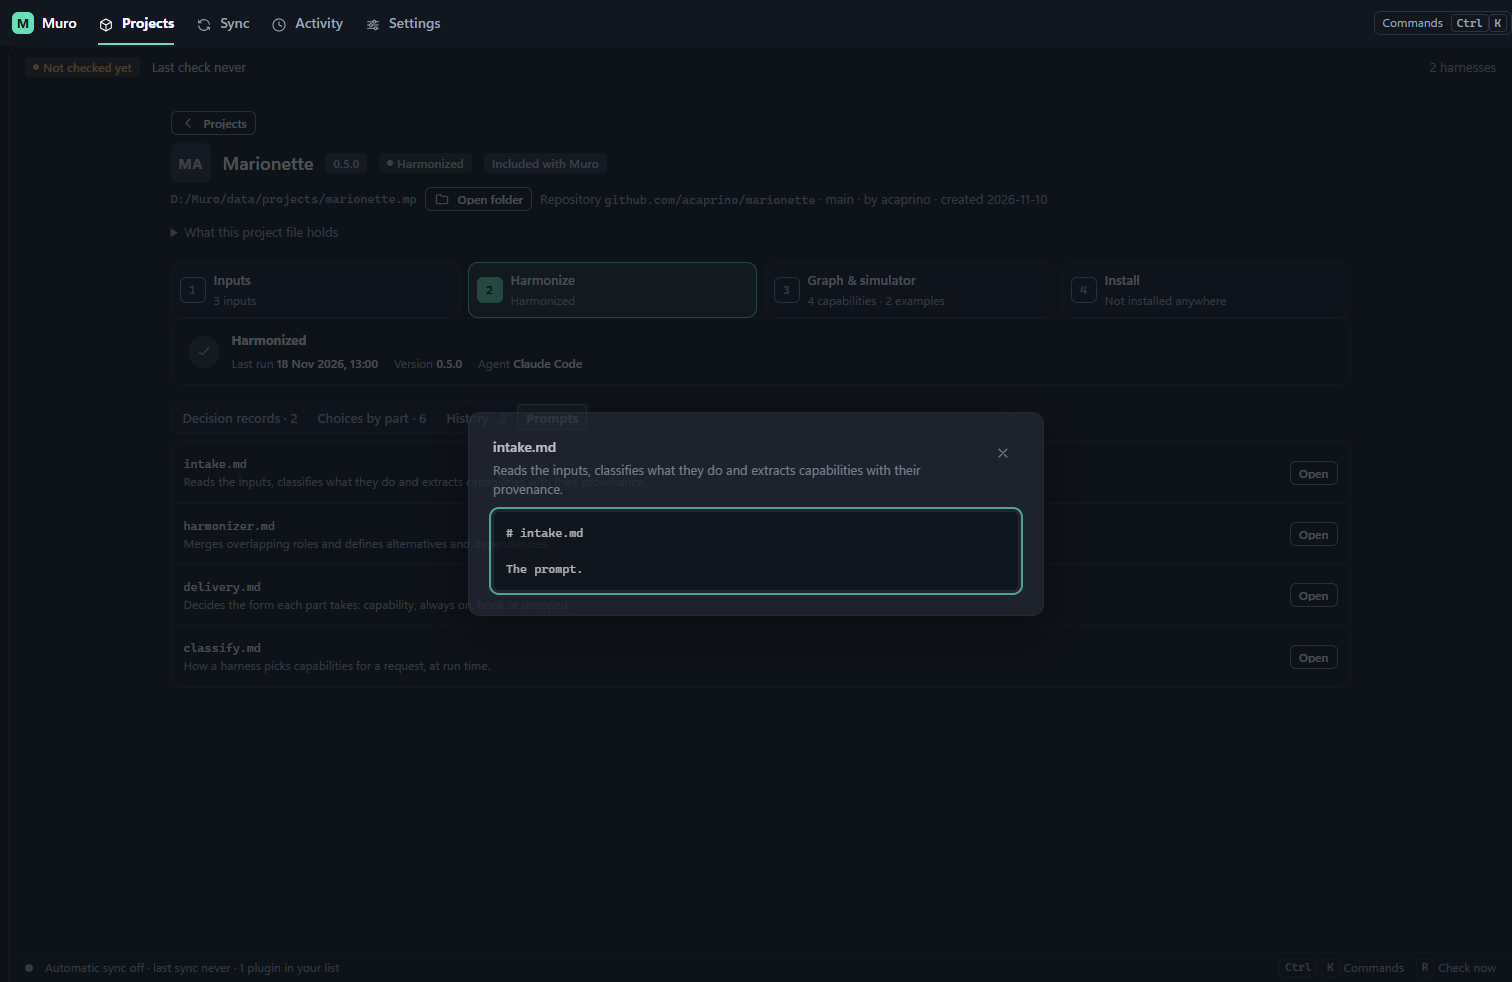 M Muro Projects Sync Activity Settings Commands Ctrl K
Not checked yet Last check never 2 harnesses
Projects
MA Marionette 0.5.0 Harmonized Included with Muro
D:/Muro/data/projects/marionette.mp Open folder Repository github.com/acaprino/marionette · main · by acaprino · created 2026-11-10
What this project file holds
1 Inputs
3 inputs
2 Harmonize
Harmonized
3 Graph & simulator
4 capabilities · 2 examples
4 Install
Not installed anywhere
Harmonized
Last run 18 Nov 2026, 13:00 Version 0.5.0 Agent Claude Code
Decision records · 2 Choices by part · 6 History · 2 Prompts
intake.md
Reads the inputs, classifies what they do and extracts capabilities with their provenance.
Open
harmonizer.md
Merges overlapping roles and defines alternatives and dependencies.
Open
delivery.md
Decides the form each part takes: capability, always on, hook or dropped.
Open
classify.md
How a harness picks capabilities for a request, at run time.
Open
intake.md
Reads the inputs, classifies what they do and extracts capabilities with their
provenance.
# intake.md
The prompt.
Automatic sync off · last sync never · 1 plugin in your list Ctrl K Commands R Check now